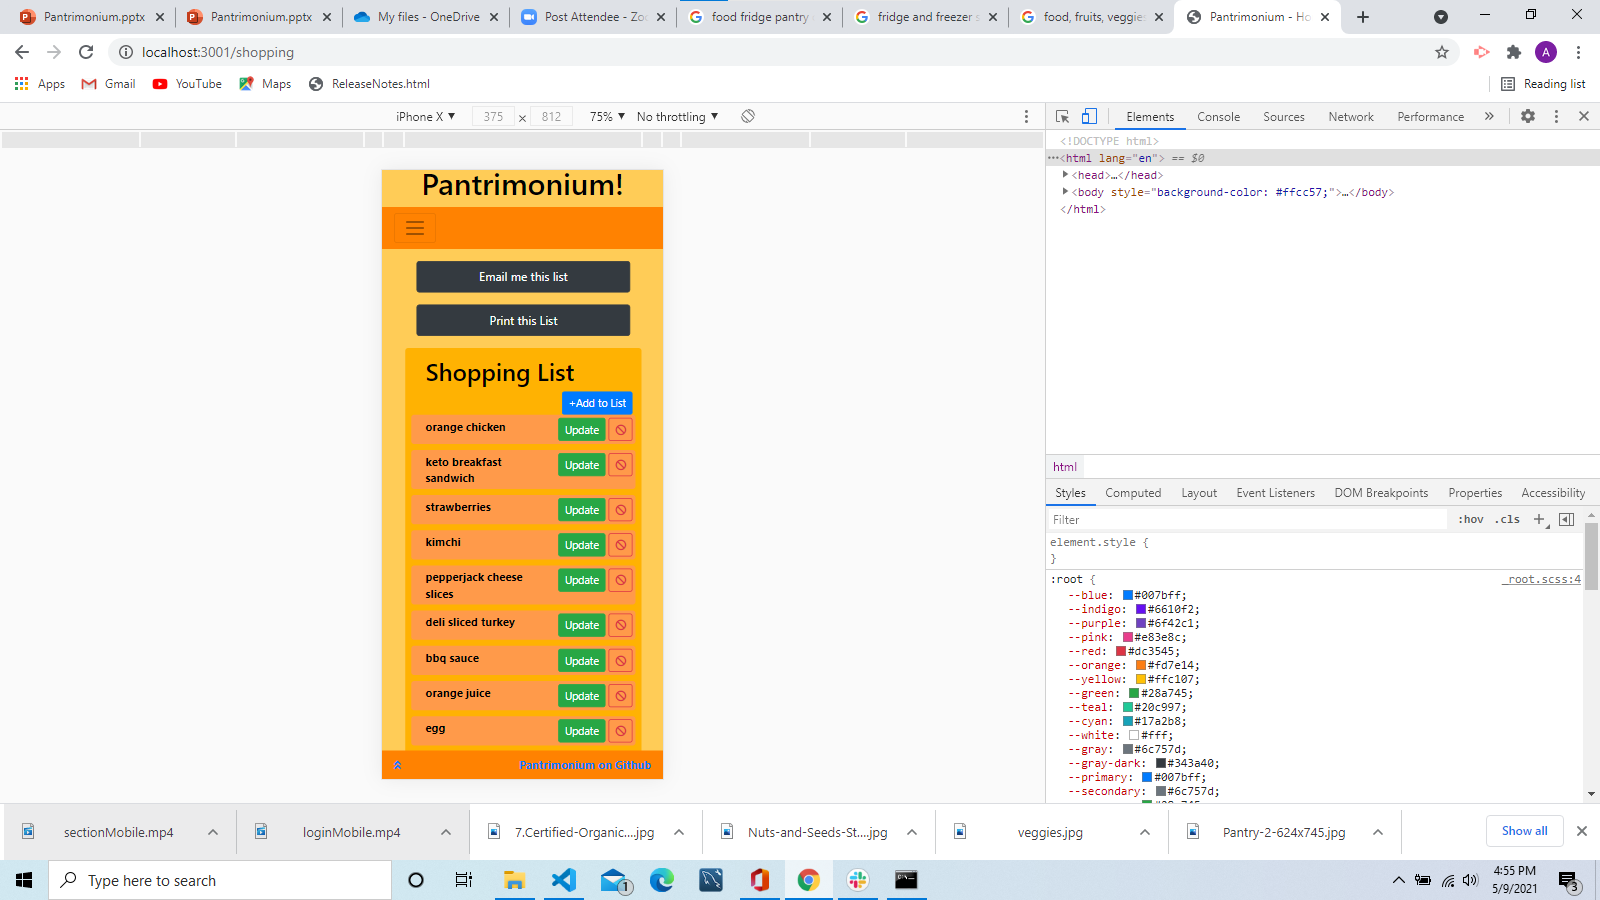 Pantrimonium.pptx
Pantrimonium.pptx
My files - OneDrive
Post Attendee - Zoo
food fridge pantry
fridge and freezer s
food, fruits, veggies
Pantrimonium - Ho
localhost:3001/shopping
Apps Gmail YouTube Maps ReleaseNotes.html Reading list
iPhone X 375 × 812 75% No throttling
Elements Console Sources Network Performance
<!DOCTYPE html>
<html lang="en"> == $0
<head>…</head>
<body style="background-color: #ffcc57;">…</body>
</html>
Pantrimonium!
Email me this list
Print this List
Shopping List
+Add to List
orange chicken Update
keto breakfast
sandwich Update
strawberries Update
kimchi Update
pepperjack cheese
slices Update
deli sliced turkey Update
bbq sauce Update
orange juice Update
egg Update
Pantrimonium on Github
html
Styles Computed Layout Event Listeners DOM Breakpoints Properties Accessibility
Filter :hov .cls
element.style {
}
:root { _root.scss:4
--blue: #007bff;
--indigo: #6610f2;
--purple: #6f42c1;
--pink: #e83e8c;
--red: #dc3545;
--orange: #fd7e14;
--yellow: #ffc107;
--green: #28a745;
--teal: #20c997;
--cyan: #17a2b8;
--white: #fff;
--gray: #6c757d;
--gray-dark: #343a40;
--primary: #007bff;
--secondary: #6c757d;
sectionMobile.mp4
loginMobile.mp4
7.Certified-Organic....jpg
Nuts-and-Seeds-St....jpg
veggies.jpg
Pantry-2-624x745.jpg
Show all
Type here to search
1
4:55 PM
5/9/2021
3